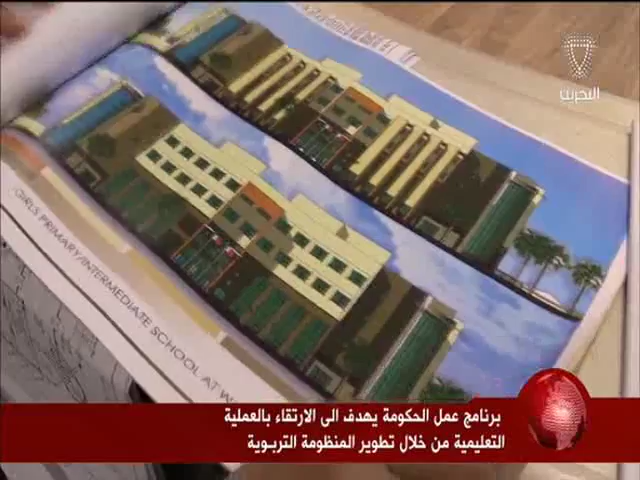 البحرين
GIRLS PRIMARY/INTERMEDIATE SCHOOL AT
برنامج عمل الحكومة يهدف الى الارتقاء بالعملية
التعليمية من خلال تطوير المنظومة التربوية